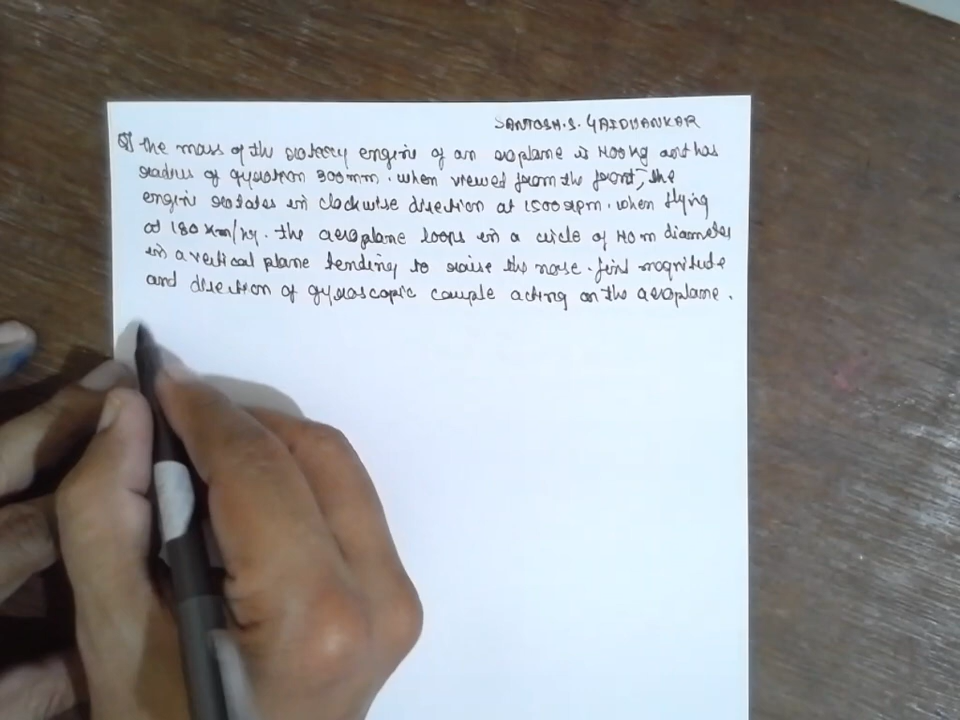 SANTOSH.S. GAIDHANKAR
Q] The mass of the rotary engine of an aroplane is 400kg and has
radius of gyration 300mm. when viewed from the front, the
engine rotates in clockwise direction at 1500 rpm. when flying
at 180 km/hr. the aeroplane loops in a circle of 40 m diameter
in a vertical plane tending to raise the nose. find magnitude
and direction of gyroscopic couple acting on the aeroplane.